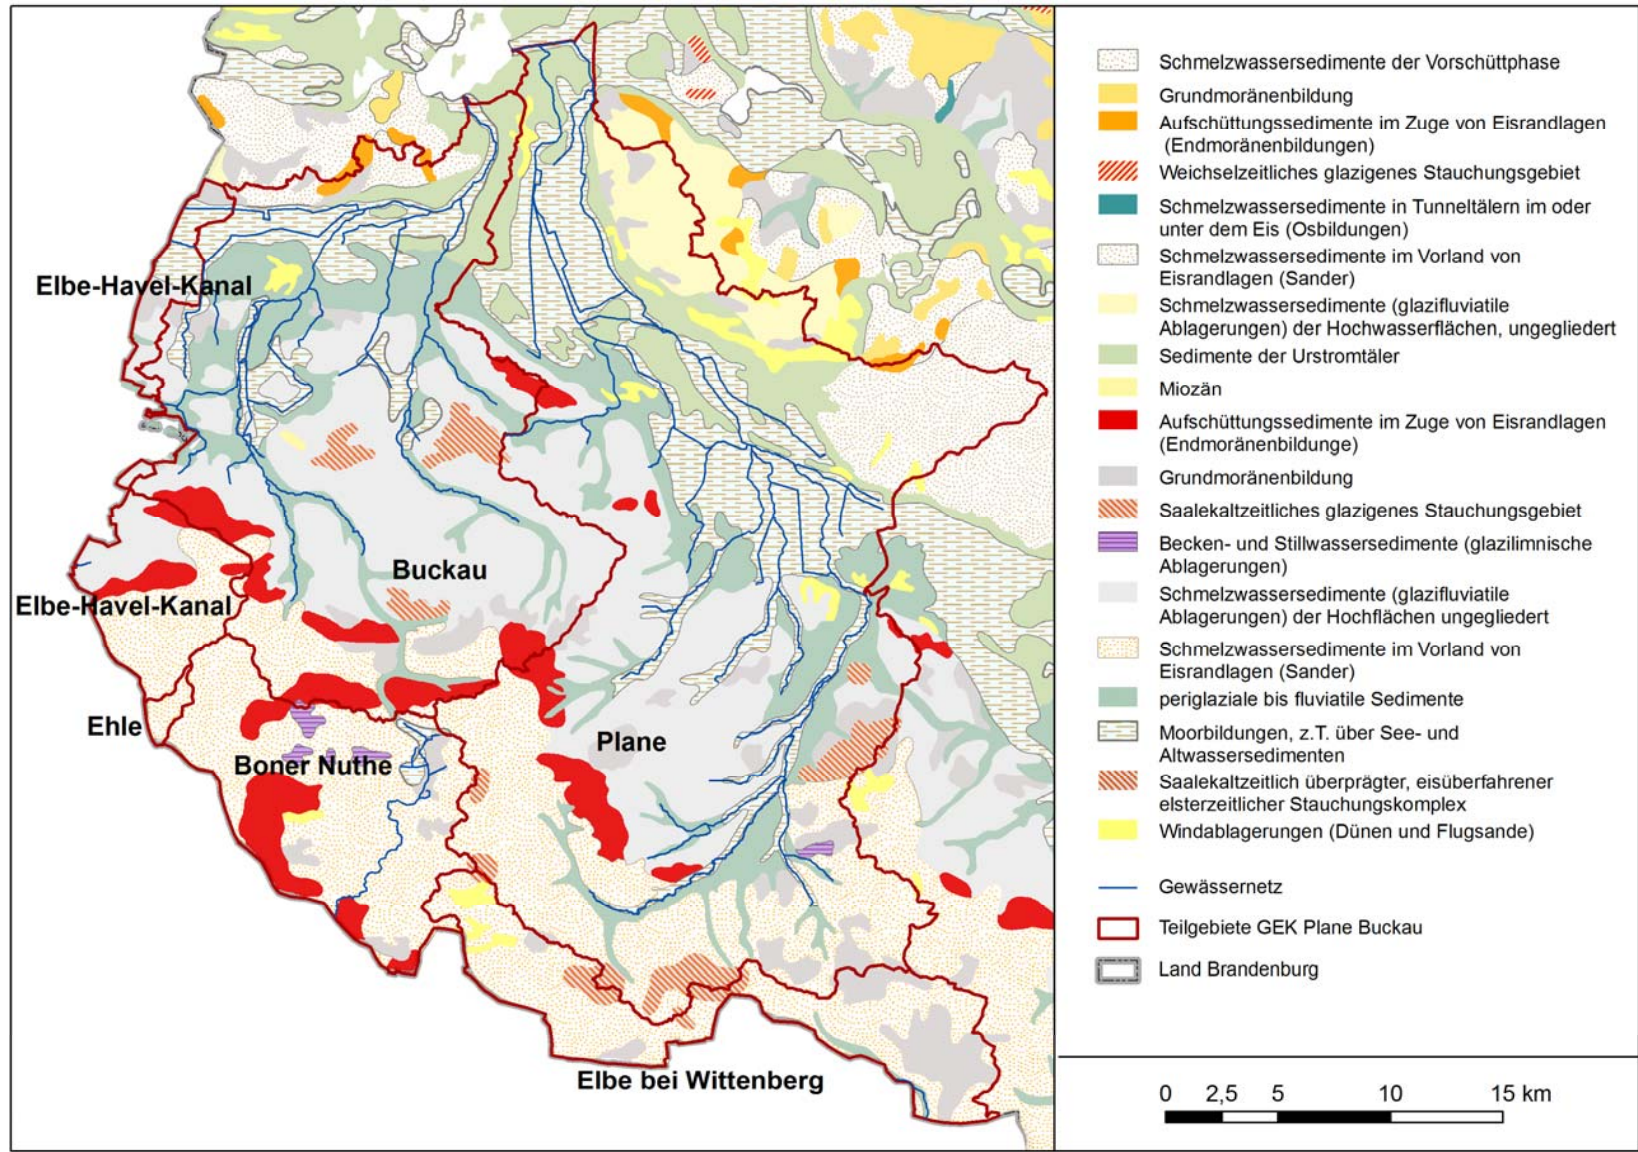 Elbe-Havel-Kanal
Buckau
Elbe-Havel-Kanal
Ehle
Boner Nuthe
Plane
Elbe bei Wittenberg
Schmelzwassersedimente der Vorschüttphase
Grundmoränenbildung
Aufschüttungssedimente im Zuge von Eisrandlagen
(Endmoränenbildungen)
Weichselzeitliches glazigenes Stauchungsgebiet
Schmelzwassersedimente in Tunneltälern im oder
unter dem Eis (Osbildungen)
Schmelzwassersedimente im Vorland von
Eisrandlagen (Sander)
Schmelzwassersedimente (glazifluviatile
Ablagerungen) der Hochwasserflächen, ungegliedert
Sedimente der Urstromtäler
Miozän
Aufschüttungssedimente im Zuge von Eisrandlagen
(Endmoränenbildunge)
Grundmoränenbildung
Saalekaltzeitliches glazigenes Stauchungsgebiet
Becken- und Stillwassersedimente (glazilimnische
Ablagerungen)
Schmelzwassersedimente (glazifluviatile
Ablagerungen) der Hochflächen ungegliedert
Schmelzwassersedimente im Vorland von
Eisrandlagen (Sander)
periglaziale bis fluviatile Sedimente
Moorbildungen, z.T. über See- und
Altwassersedimenten
Saalekaltzeitlich überprägter, eisüberfahrener
elsterzeitlicher Stauchungskomplex
Windablagerungen (Dünen und Flugsande)
Gewässernetz
Teilgebiete GEK Plane Buckau
Land Brandenburg
0 2,5 5 10 15 km